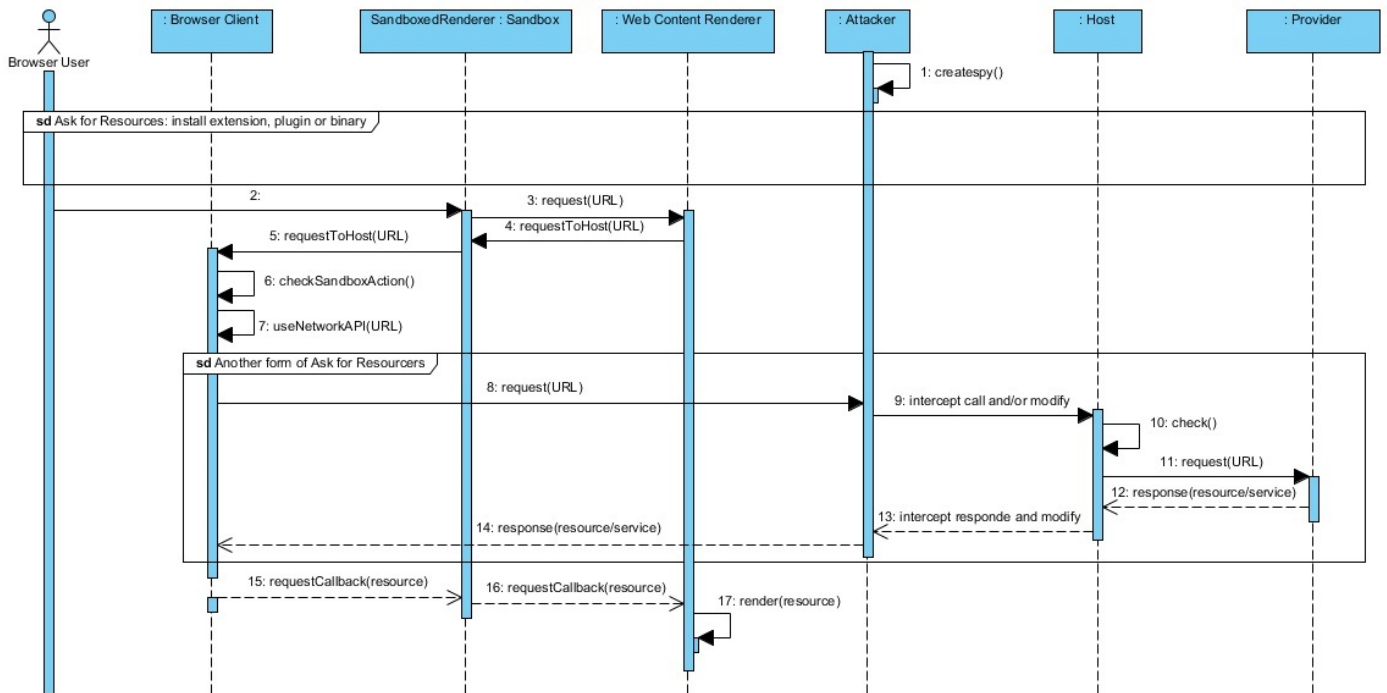 : Browser Client
SandboxedRenderer : Sandbox
: Web Content Renderer
: Attacker
: Host
: Provider
Browser User
1: createspy()
sd Ask for Resources: install extension, plugin or binary
2:
3: request(URL)
4: requestToHost(URL)
5: requestToHost(URL)
6: checkSandboxAction()
7: useNetworkAPI(URL)
sd Another form of Ask for Resourcers
8: request(URL)
9: intercept call and/or modify
10: check()
11: request(URL)
12: response(resource/service)
13: intercept responde and modify
14: response(resource/service)
15: requestCallback(resource)
16: requestCallback(resource)
17: render(resource)